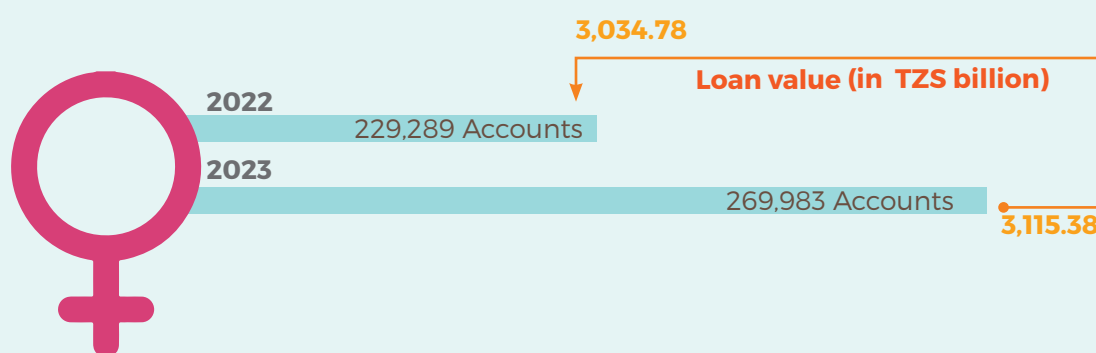 3,034.78
Loan value (in TZS billion)
2022
229,289 Accounts
2023
269,983 Accounts
3,115.38